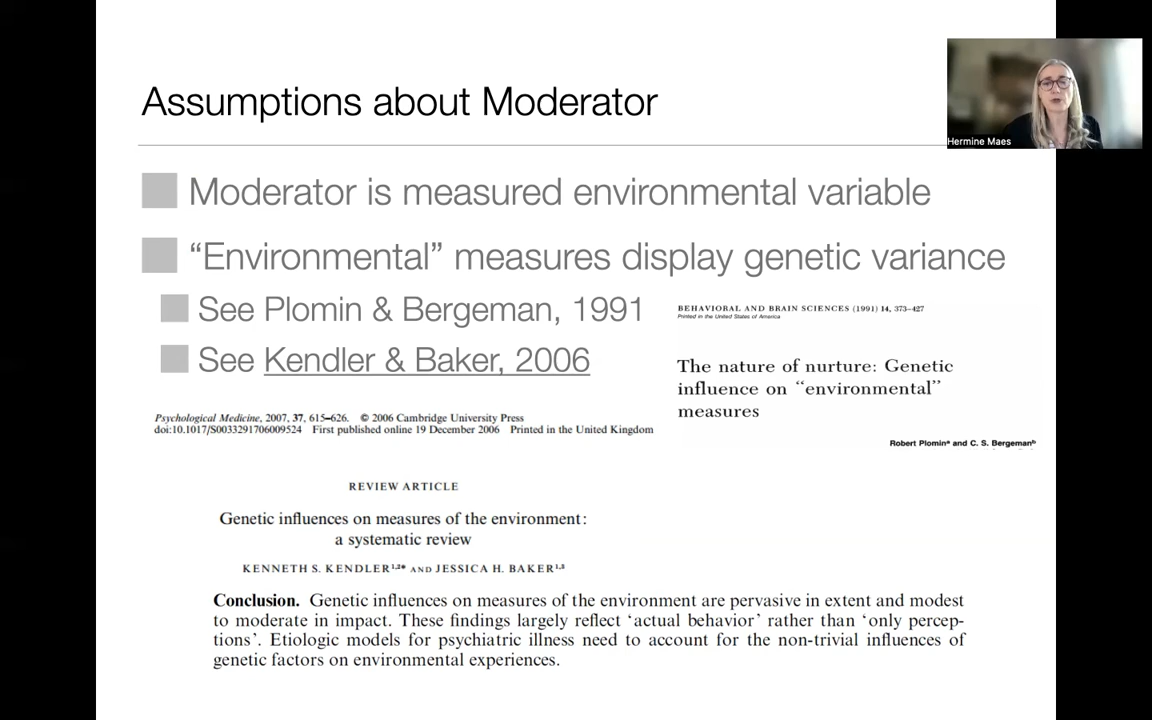 Assumptions about Moderator
Hermine Maes
Moderator is measured environmental variable
“Environmental” measures display genetic variance
See Plomin & Bergeman, 1991
See Kendler & Baker, 2006
BEHAVIORAL AND BRAIN SCIENCES (1991) 14, 373–427
Printed in the United States of America
The nature of nurture: Genetic
influence on “environmental”
measures
Robert Plominᵃ and C. S. Bergemanᵇ
Psychological Medicine, 2007, 37, 615–626. © 2006 Cambridge University Press
doi:10.1017/S0033291706009524 First published online 19 December 2006 Printed in the United Kingdom
REVIEW ARTICLE
Genetic influences on measures of the environment:
a systematic review
KENNETH S. KENDLER¹,²* AND JESSICA H. BAKER¹,³
Conclusion. Genetic influences on measures of the environment are pervasive in extent and modest
to moderate in impact. These findings largely reflect ‘actual behavior’ rather than ‘only percep-
tions’. Etiologic models for psychiatric illness need to account for the non-trivial influences of
genetic factors on environmental experiences.